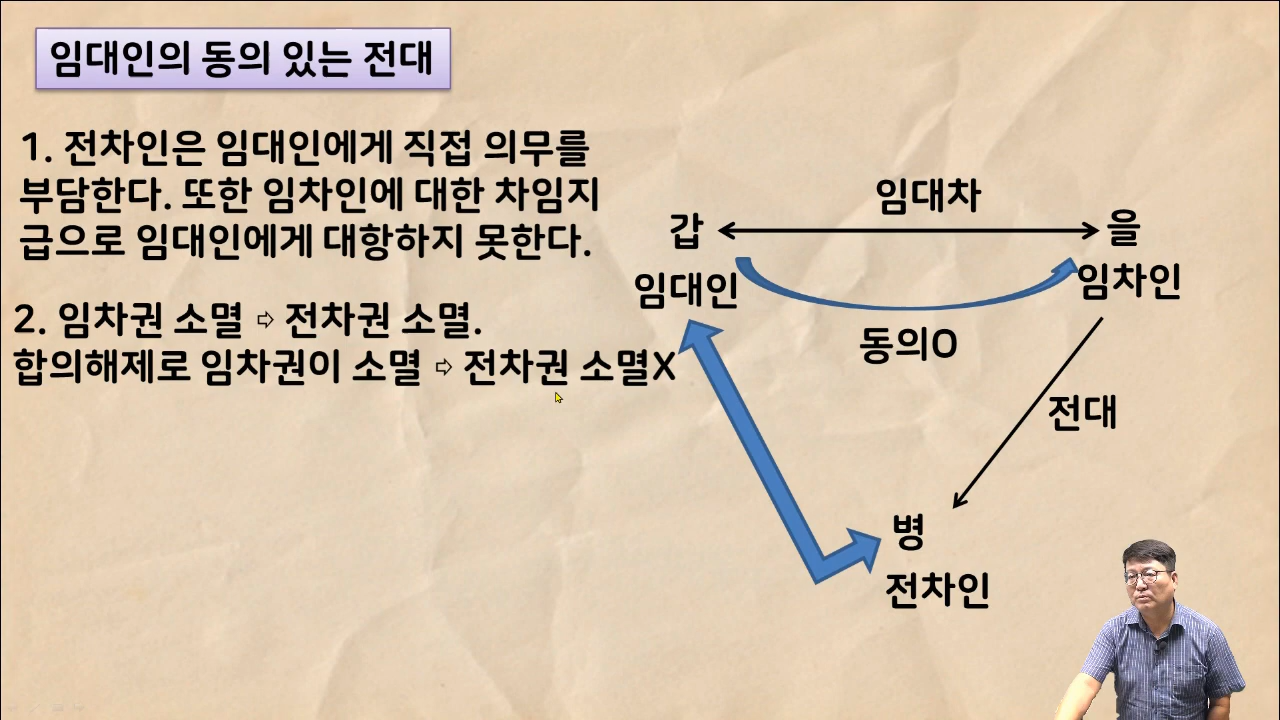 임대인의 동의 있는 전대
1. 전차인은 임대인에게 직접 의무를
부담한다. 또한 임차인에 대한 차임지
급으로 임대인에게 대항하지 못한다.
2. 임차권 소멸 ⇨ 전차권 소멸.
합의해제로 임차권이 소멸 ⇨ 전차권 소멸X
임대차
갑
을
임대인
임차인
동의O
전대
병
전차인